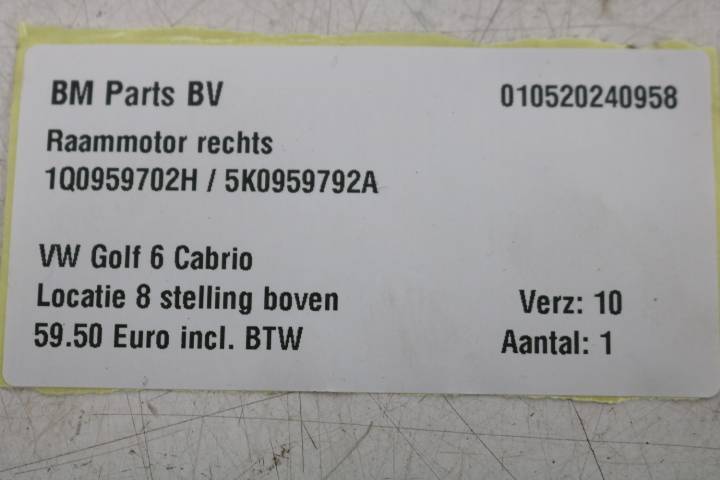 BM Parts BV 010520240958
Raammotor rechts
1Q0959702H / 5K0959792A
VW Golf 6 Cabrio
Locatie 8 stelling boven Verz: 10
59.50 Euro incl. BTW Aantal: 1